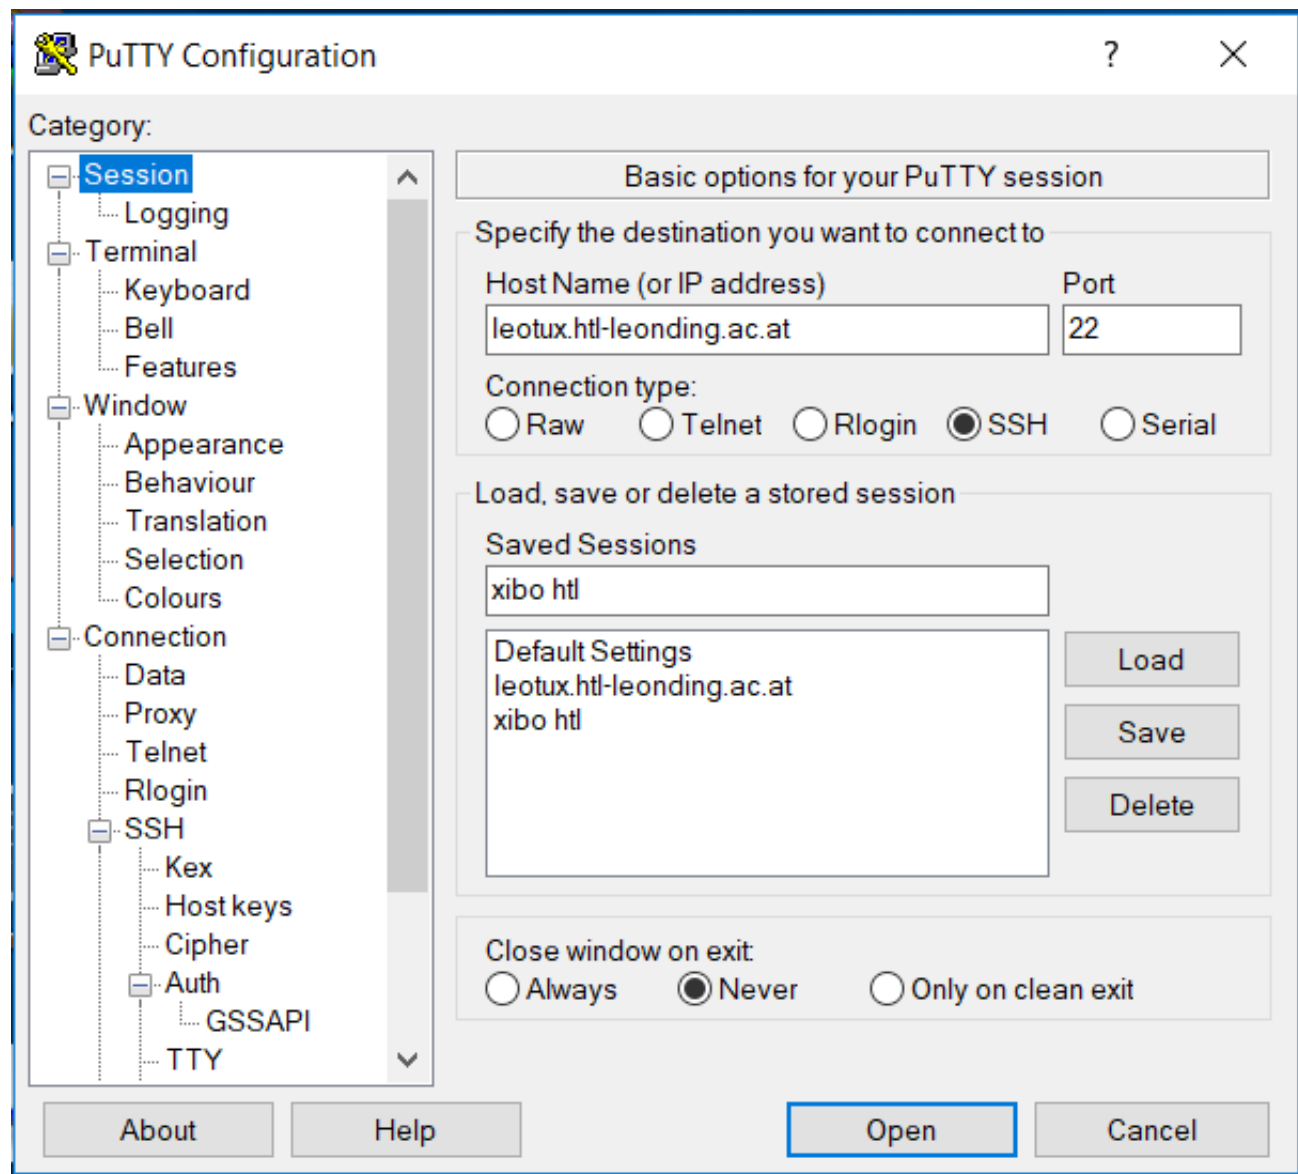 PuTTY Configuration
?
Category:
Session
Logging
Terminal
Keyboard
Bell
Features
Window
Appearance
Behaviour
Translation
Selection
Colours
Connection
Data
Proxy
Telnet
Rlogin
SSH
Kex
Host keys
Cipher
Auth
GSSAPI
TTY
Basic options for your PuTTY session
Specify the destination you want to connect to
Host Name (or IP address) Port
leotux.htl-leonding.ac.at 22
Connection type:
Raw Telnet Rlogin SSH Serial
Load, save or delete a stored session
Saved Sessions
xibo htl
Default Settings
leotux.htl-leonding.ac.at
xibo htl
Load
Save
Delete
Close window on exit:
Always Never Only on clean exit
About Help Open Cancel